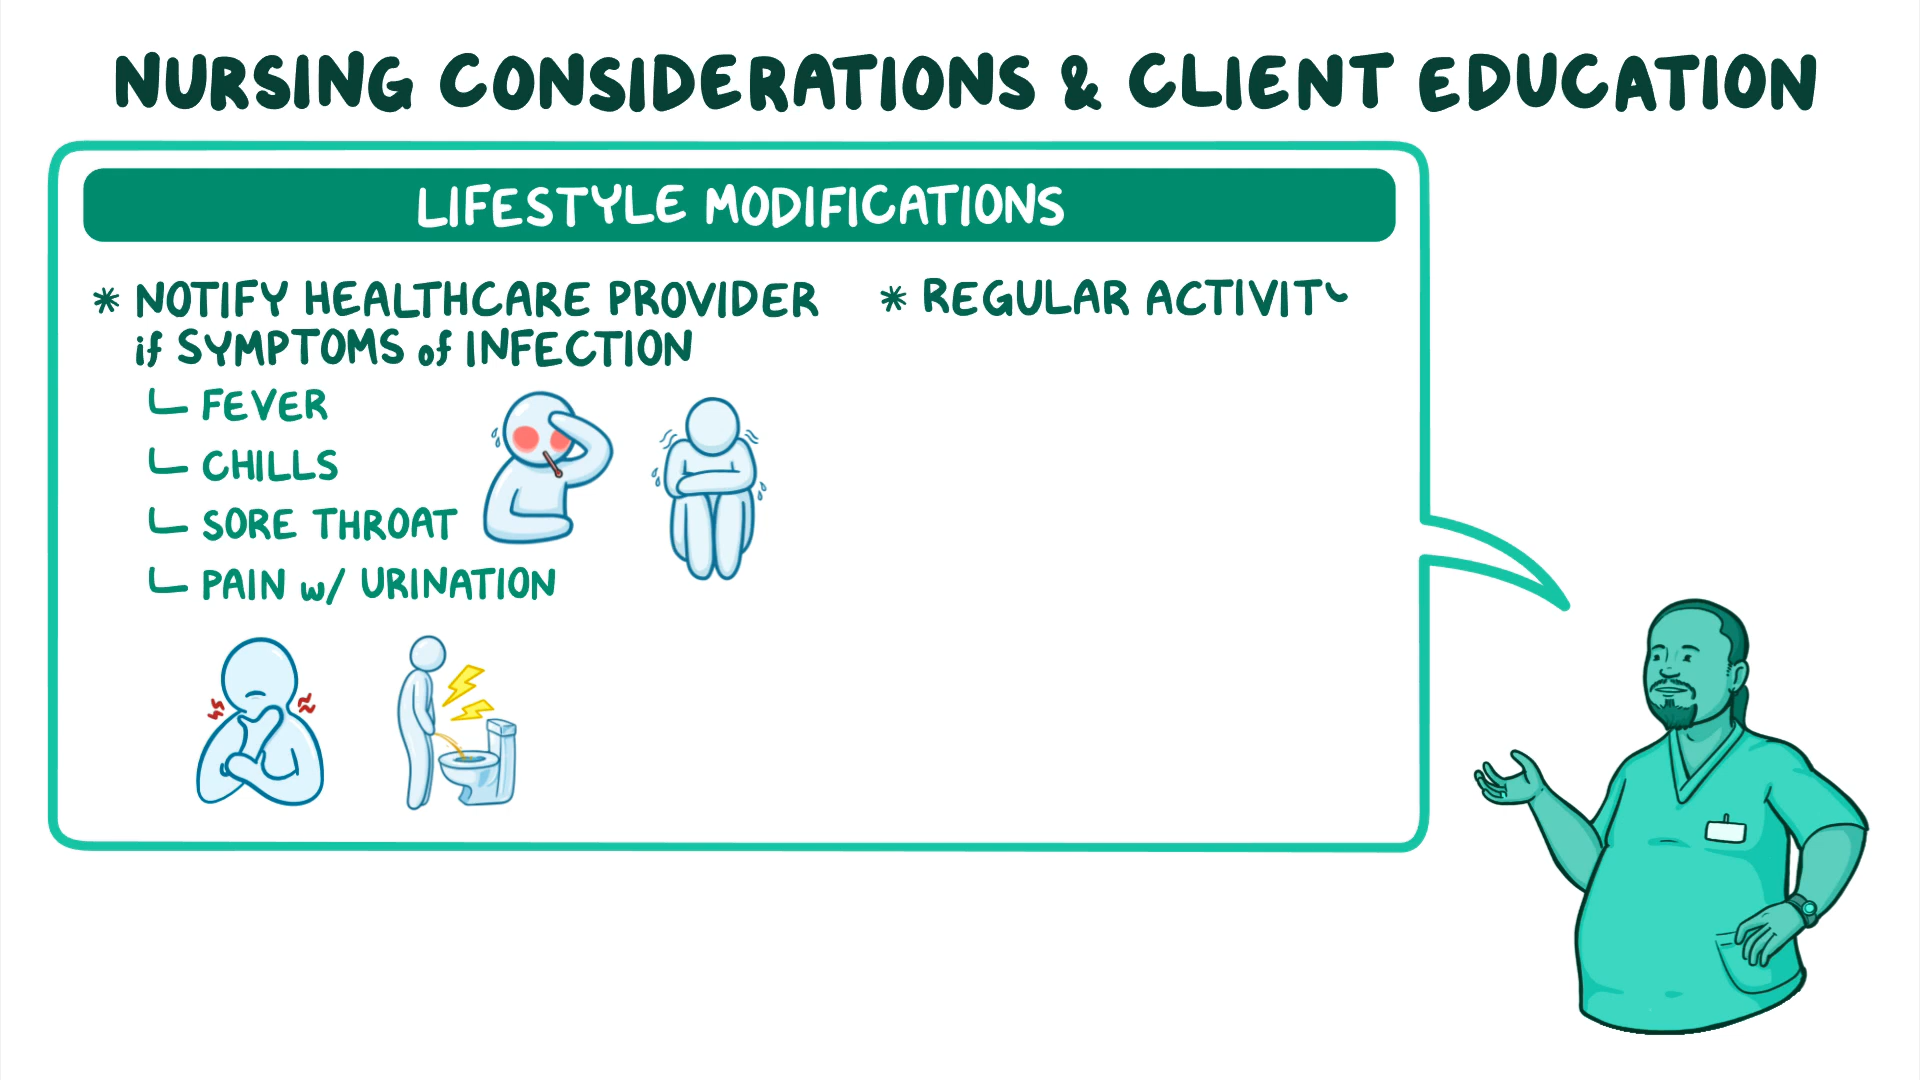 NURSING CONSIDERATIONS & CLIENT EDUCATION
LIFESTYLE MODIFICATIONS
* NOTIFY HEALTHCARE PROVIDER
if SYMPTOMS of INFECTION
FEVER
CHILLS
SORE THROAT
PAIN w/ URINATION
* REGULAR ACTIVITY